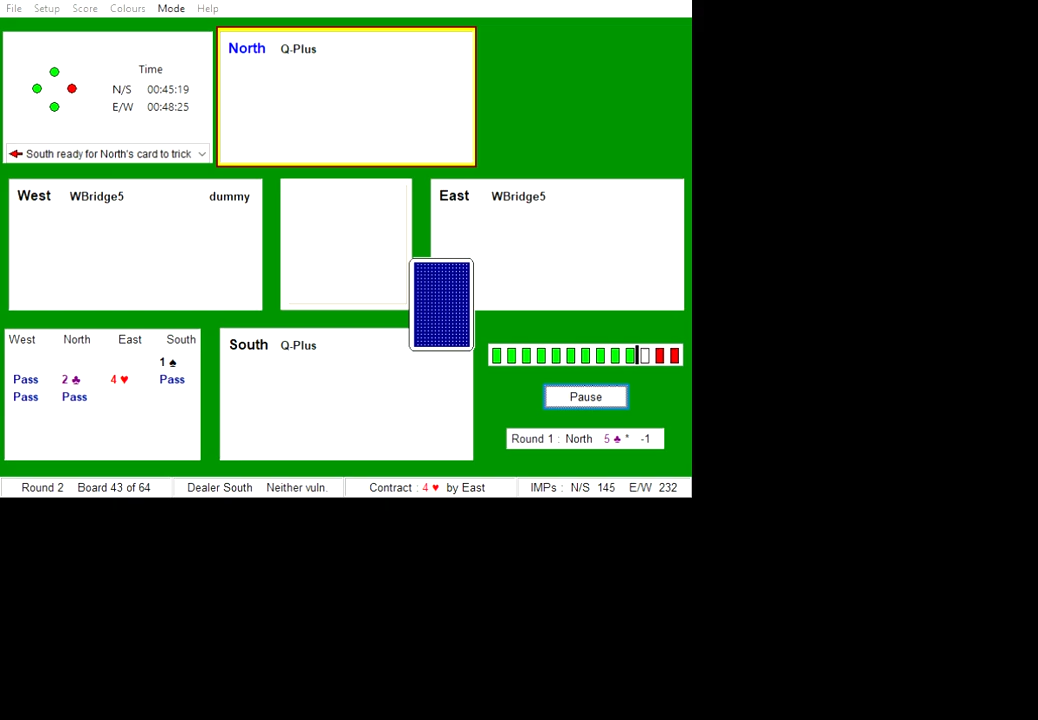 File Setup Score Colours Mode Help
North Q-Plus
Time
N/S 00:45:19
E/W 00:48:25
South ready for North's card to trick
West WBridge5 dummy
East WBridge5
West North East South
1 ♠
Pass 2 ♣ 4 ♥ Pass
Pass Pass
South Q-Plus
Pause
Round 1 : North 5 ♣ * -1
Round 2 Board 43 of 64 Dealer South Neither vuln. Contract : 4 ♥ by East IMPs : N/S 145 E/W 232